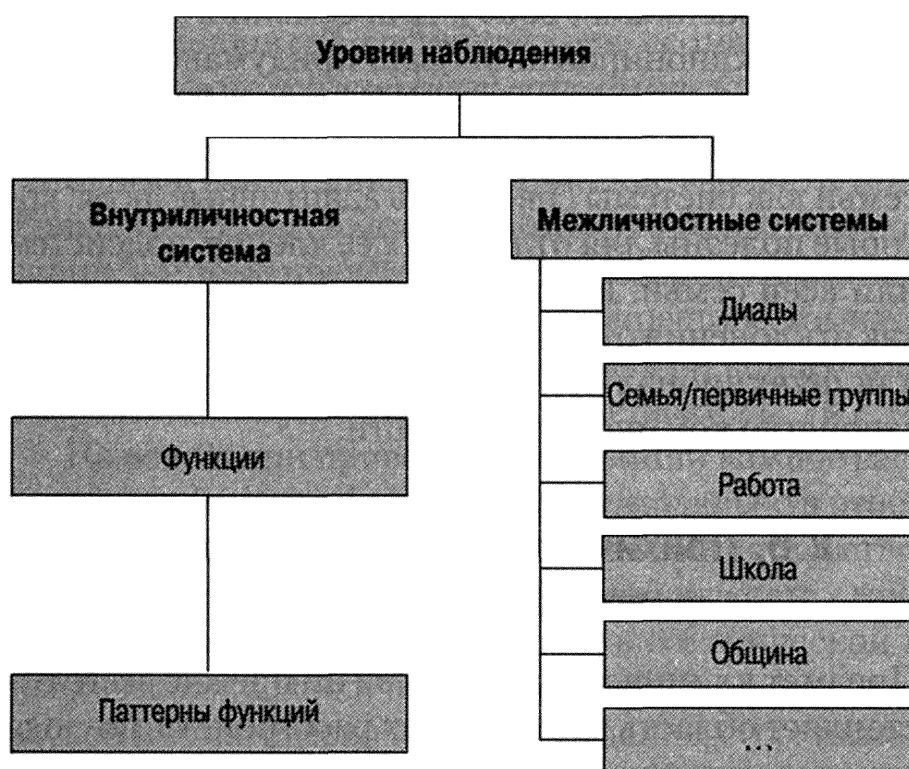 Уровни наблюдения
Внутриличностная
система
Функции
Паттерны функций
Межличностные системы
Диады
Семья/первичные группы
Работа
Школа
Община
...